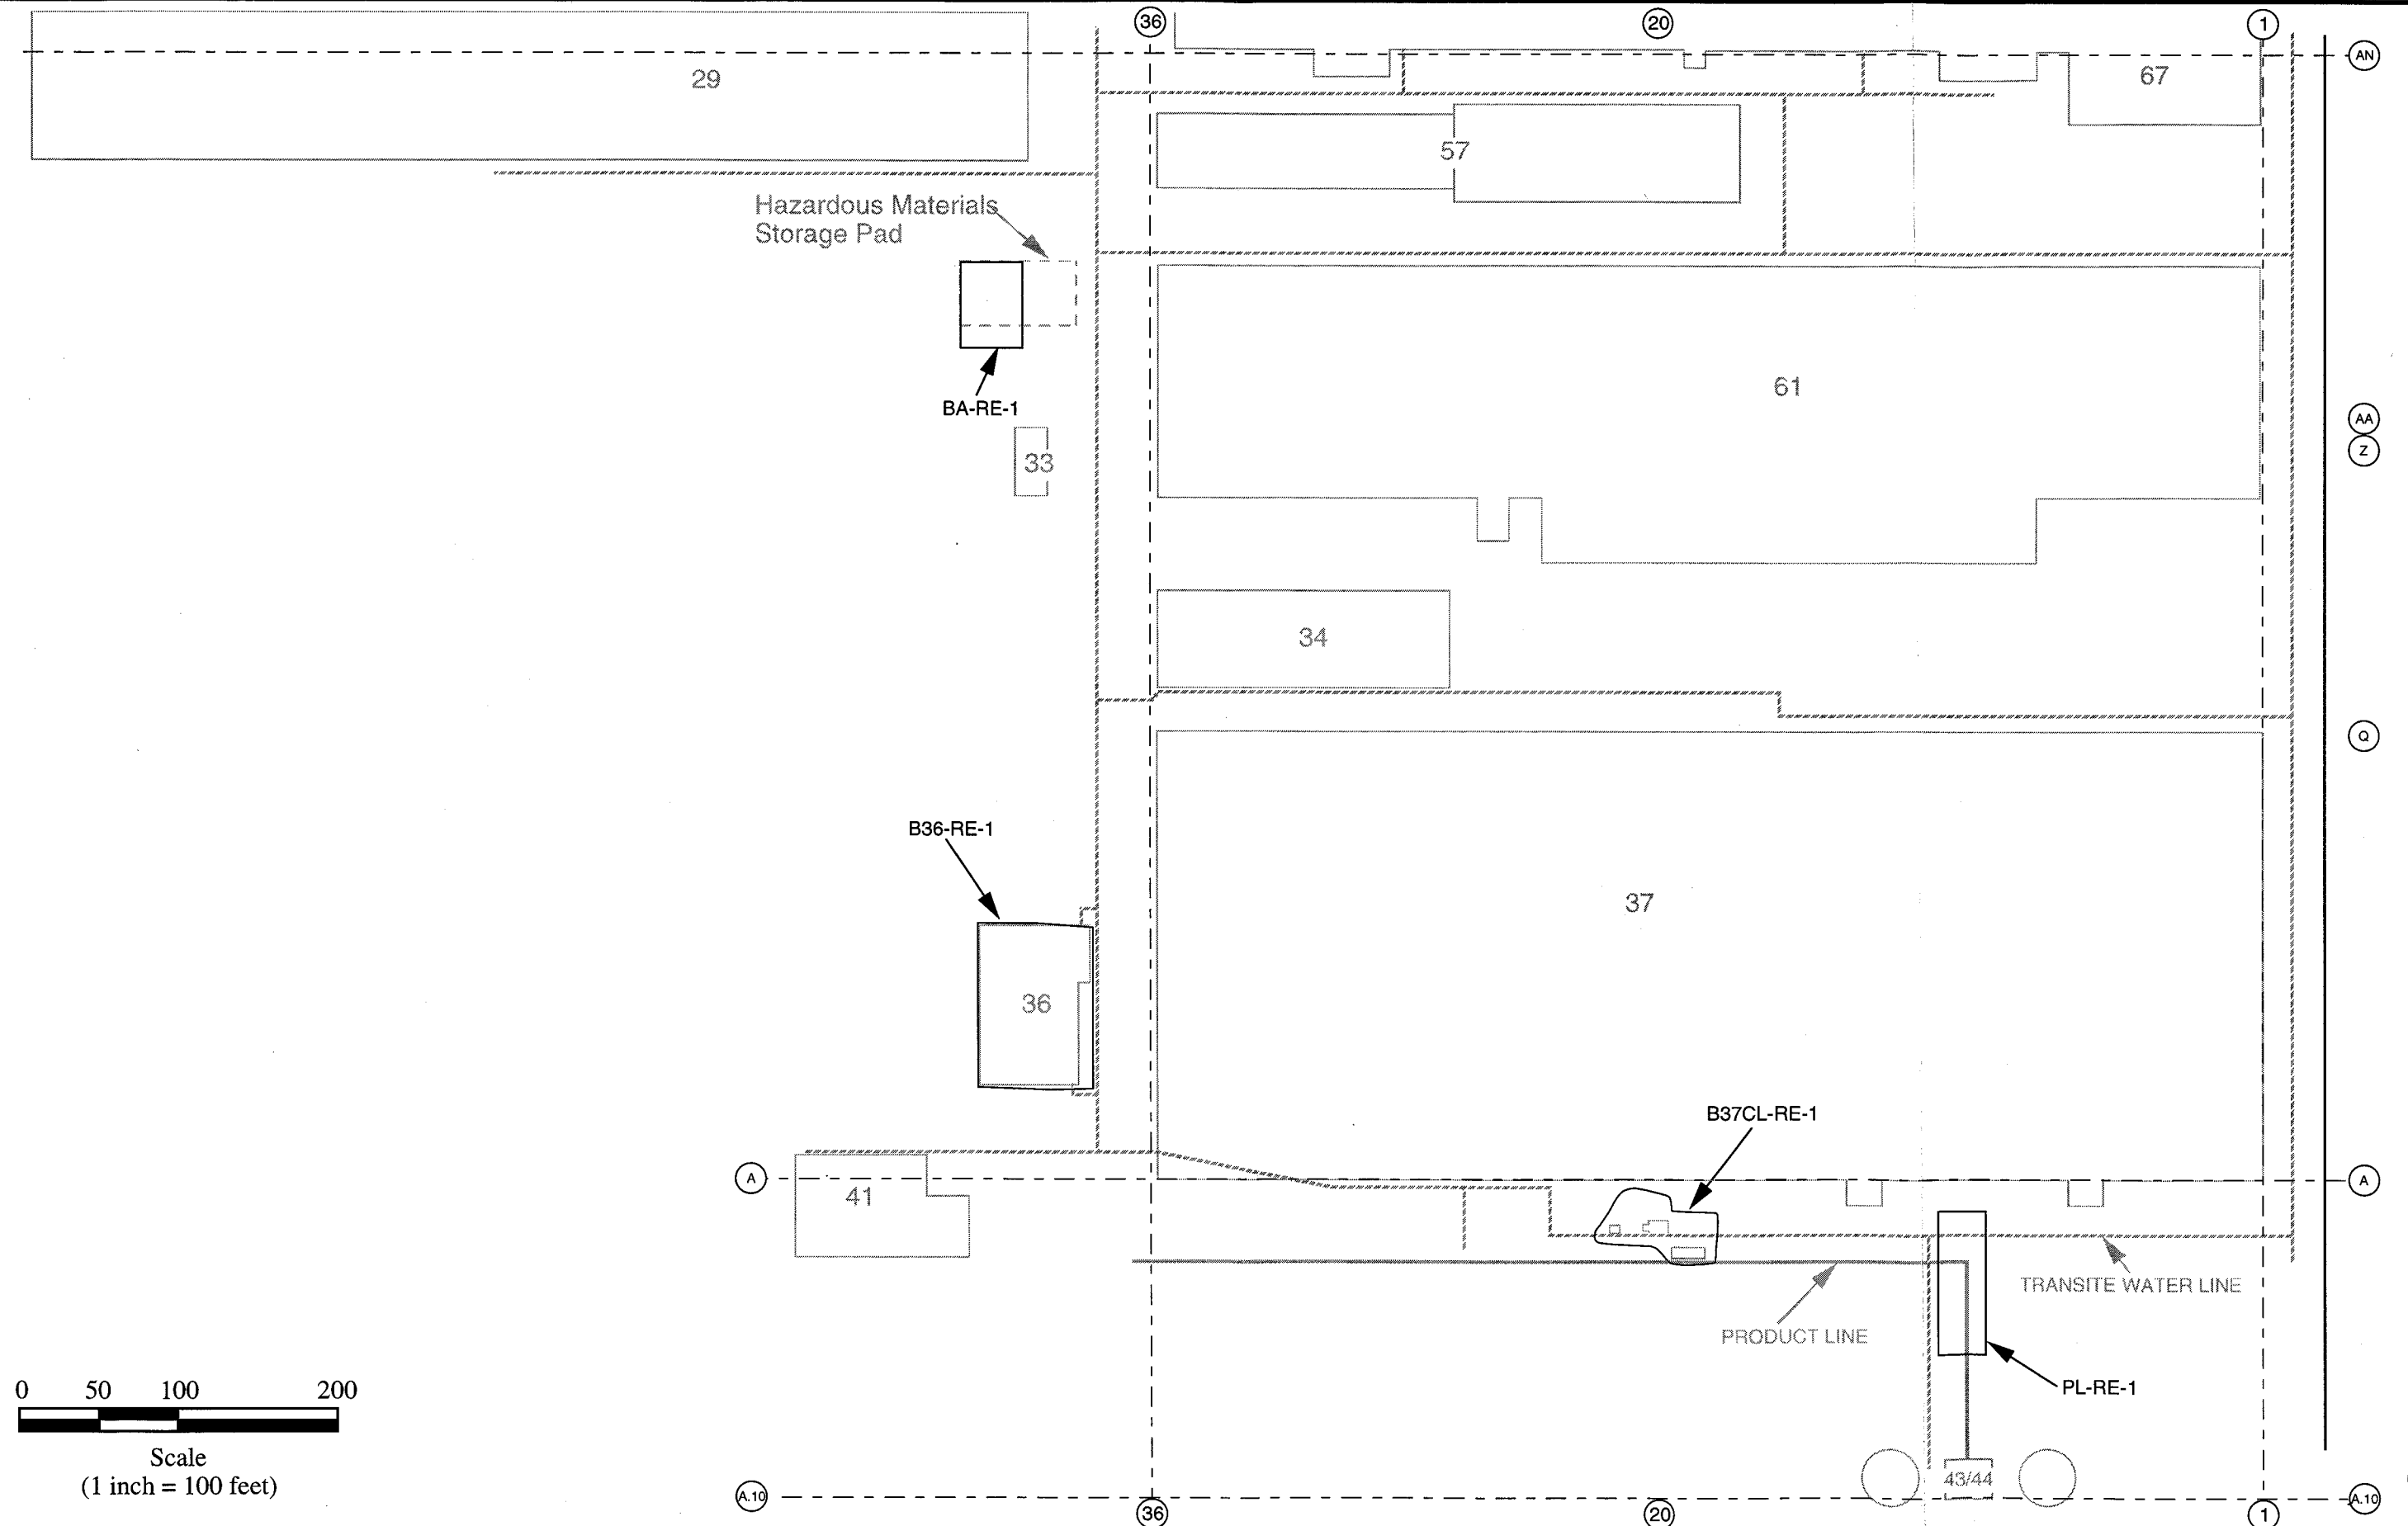 36
20
1
AN
29
67
57
Hazardous Materials
Storage Pad
61
BA-RE-1
AA
33
Z
34
Q
B36-RE-1
37
36
B37CL-RE-1
A
41
A
TRANSITE WATER LINE
PRODUCT LINE
PL-RE-1
0 50 100 200
Scale
(1 inch = 100 feet)
43/44
A.10
A.10
36
20
1